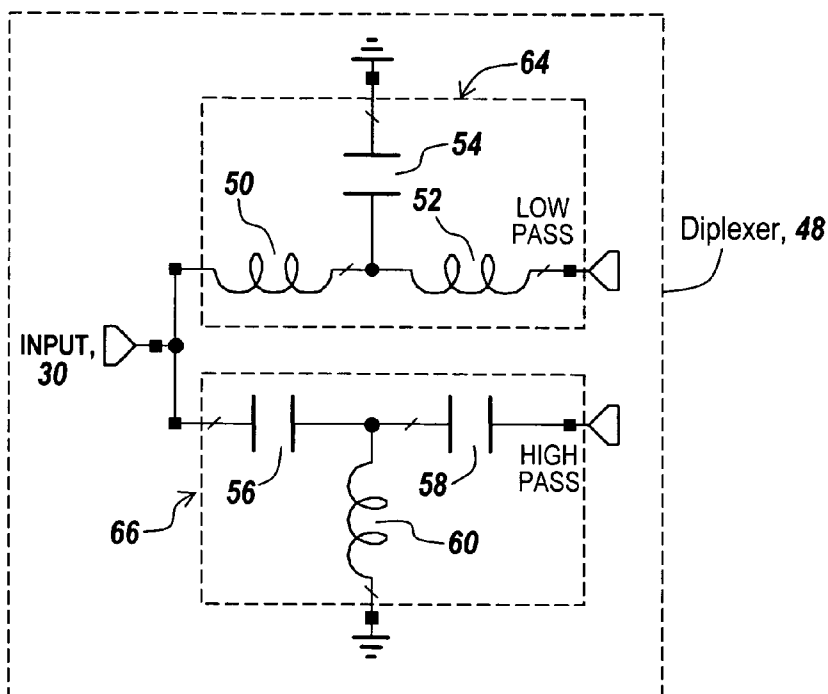 64
54
50
52
LOW
PASS
Diplexer, 48
INPUT,
30
56
58
HIGH
PASS
66
60